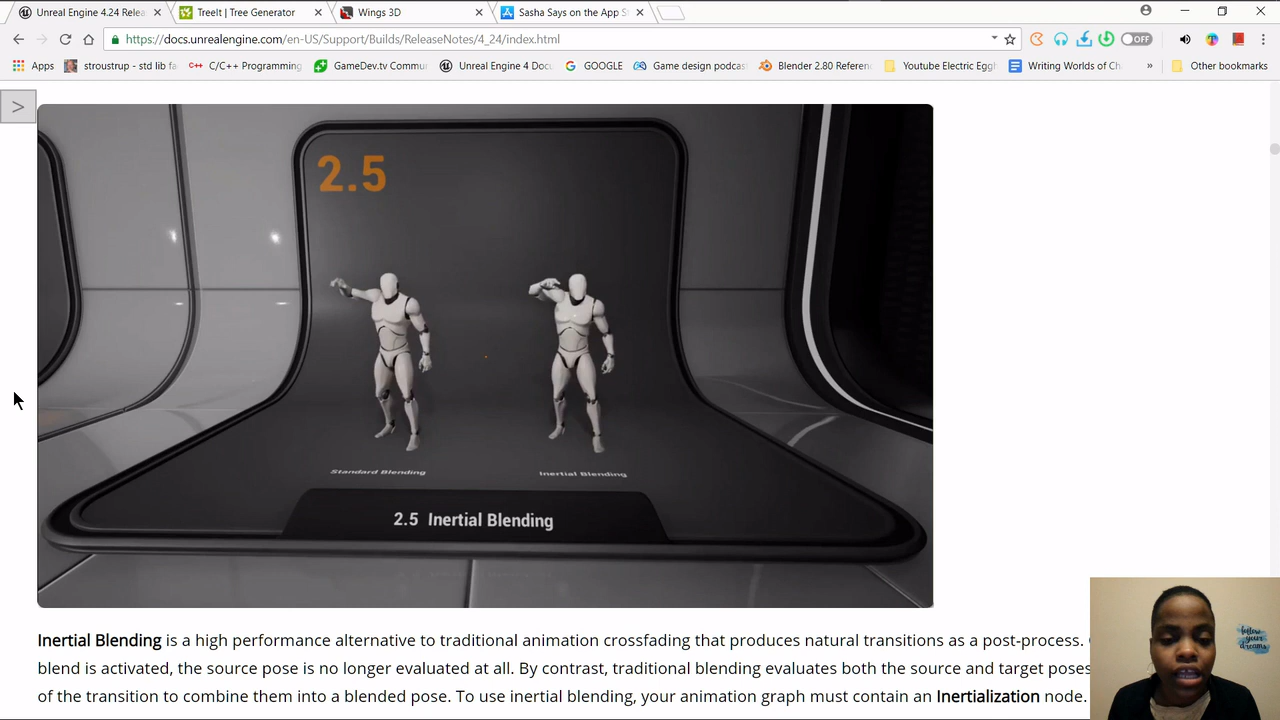 Unreal Engine 4.24 Relea
TreeIt | Tree Generator
Wings 3D
Sasha Says on the App S
https://docs.unrealengine.com/en-US/Support/Builds/ReleaseNotes/4_24/index.html
OFF
Apps
stroustrup - std lib fa
C/C++ Programming
GameDev.tv Commu
Unreal Engine 4 Docu
GOOGLE
Game design podcas
Blender 2.80 Referen
Youtube Electric Eggh
Writing Worlds of Ch
»
Other bookmarks
>
2.5
Standard Blending
Inertial Blending
2.5 Inertial Blending
Inertial Blending is a high performance alternative to traditional animation crossfading that produces natural transitions as a post-process.
blend is activated, the source pose is no longer evaluated at all. By contrast, traditional blending evaluates both the source and target poses
of the transition to combine them into a blended pose. To use inertial blending, your animation graph must contain an Inertialization node.
follow
your
dreams